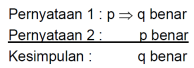 Pernyataan 1 : p ⇒ q benar
Pernyataan 2 : p benar
Kesimpulan : q benar